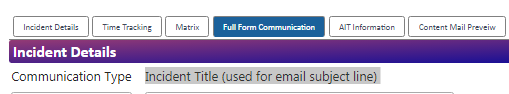 Incident Details Time Tracking Matrix Full Form Communication AIT Information Content Mail Preveiw
Incident Details
Communication Type Incident Title (used for email subject line)